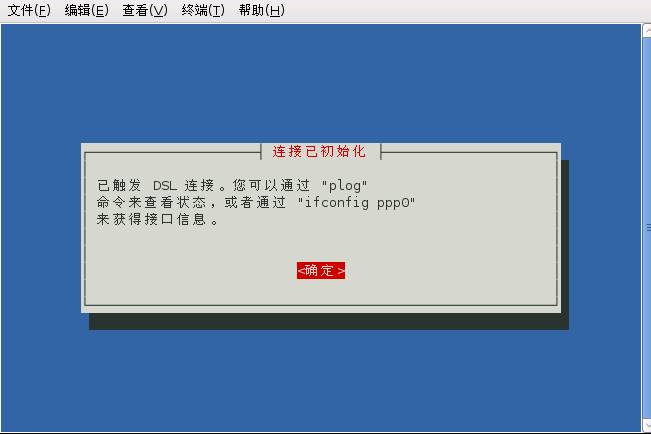 文件(F) 编辑(E) 查看(V) 终端(T) 帮助(H)
连接已初始化
已触发 DSL 连接。您可以通过 "plog"
命令来查看状态，或者通过 "ifconfig ppp0"
来获得接口信息。
<确定>